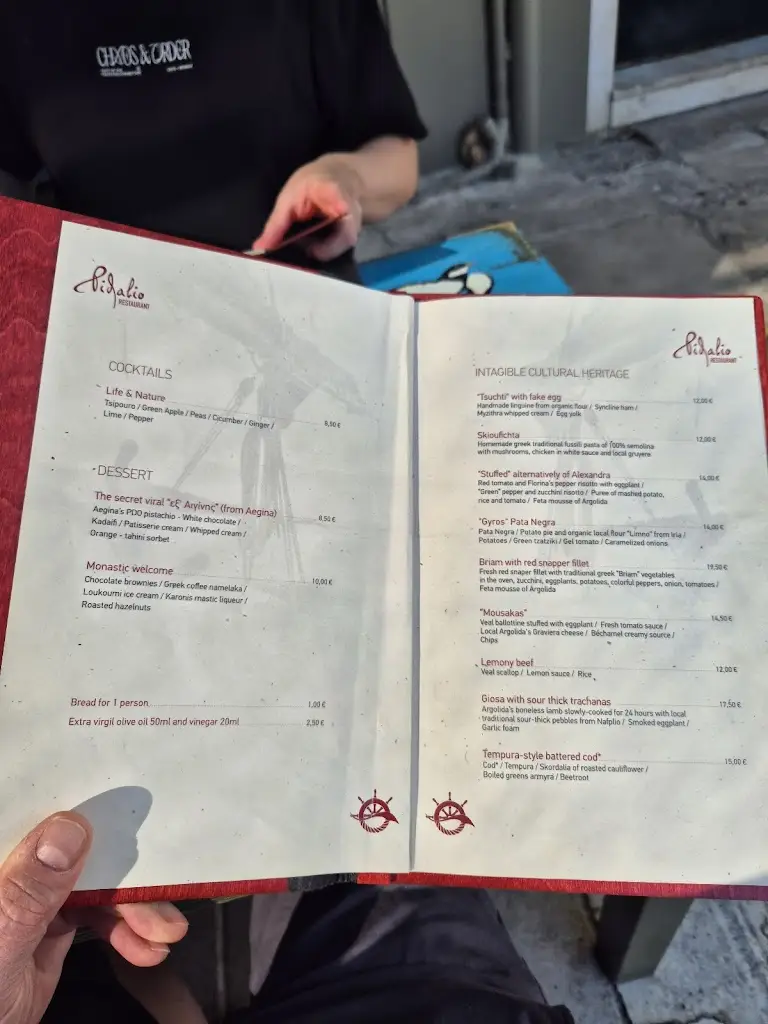 CHAOS & ORDER
Pidalio
RESTAURANT
COCKTAILS
Life & Nature 8,50 €
Tsipouro / Green Apple / Peas / Cucumber / Ginger /
Lime / Pepper
DESSERT
The secret viral "εξ Αιγίνης" (from Aegina) 8,50 €
Aegina's PDO pistachio - White chocolate /
Kadaifi / Patisserie cream / Whipped cream /
Orange - tahini sorbet
Monastic welcome 10,00 €
Chocolate brownies / Greek coffee namelaka /
Loukoumi ice cream / Karonis mastic liqueur /
Roasted hazelnuts
Bread for 1 person 1,00 €
Extra virgil olive oil 50ml and vinegar 20ml 2,50 €
Pidalio
RESTAURANT
INTAGIBLE CULTURAL HERITAGE
"Tsuchti" with fake egg 12,00 €
Handmade linguine from organic flour / Syncline ham /
Myzithra whipped cream / Egg yolk
Skioufichta 12,00 €
Homemade greek traditional fussili pasta of 100% semolina
with mushrooms, chicken in white sauce and local gruyere
"Stuffed" alternatively of Alexandra 14,00 €
Red tomato and Florina's pepper risotto with eggplant /
"Green" pepper and zucchini risotto / Puree of mashed potato,
rice and tomato / Feta mousse of Argolida
"Gyros" Pata Negra 14,00 €
Pata Negra / Potato pie and organic local flour "Limno" from Iria /
Potatoes / Green tzatziki / Gel tomato / Caramelized onions
Briam with red snapper fillet 19,50 €
Fresh red snaper fillet with traditional greek "Briam" vegetables
in the oven, zucchini, eggplants, potatoes, colorful peppers, onion, tomatoes /
Feta mousse of Argolida
"Mousakas" 14,50 €
Veal ballottine stuffed with eggplant / Fresh tomato sauce /
Local Argolida's Graviera cheese / Béchamel creamy source /
Chips
Lemony beef 12,00 €
Veal scallop / Lemon sauce / Rice
Giosa with sour thick trachanas 17,50 €
Argolida's boneless lamb slowly-cooked for 24 hours with local
traditional sour-thick pebbles from Nafplio / Smoked eggplant /
Garlic foam
Tempura-style battered cod* 15,00 €
Cod* / Tempura / Skordalia of roasted cauliflower /
Boiled greens armyra / Beetroot